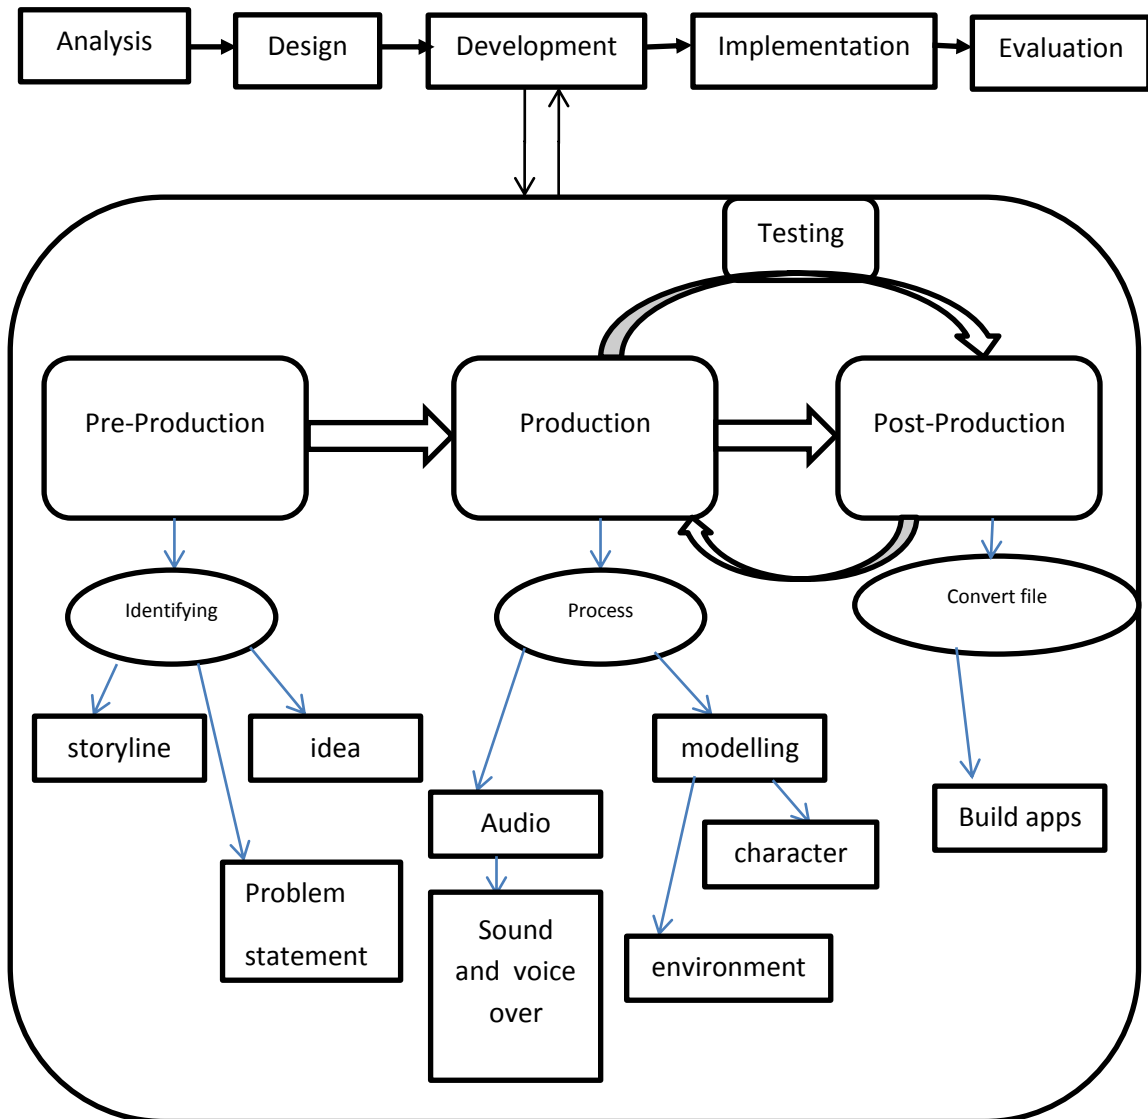 Analysis
Design
Development
Implementation
Evaluation
Testing
Pre-Production
Production
Post-Production
Identifying
Process
Convert file
storyline
idea
modelling
Audio
Build apps
character
Problem
statement
Sound
and voice
over
environment